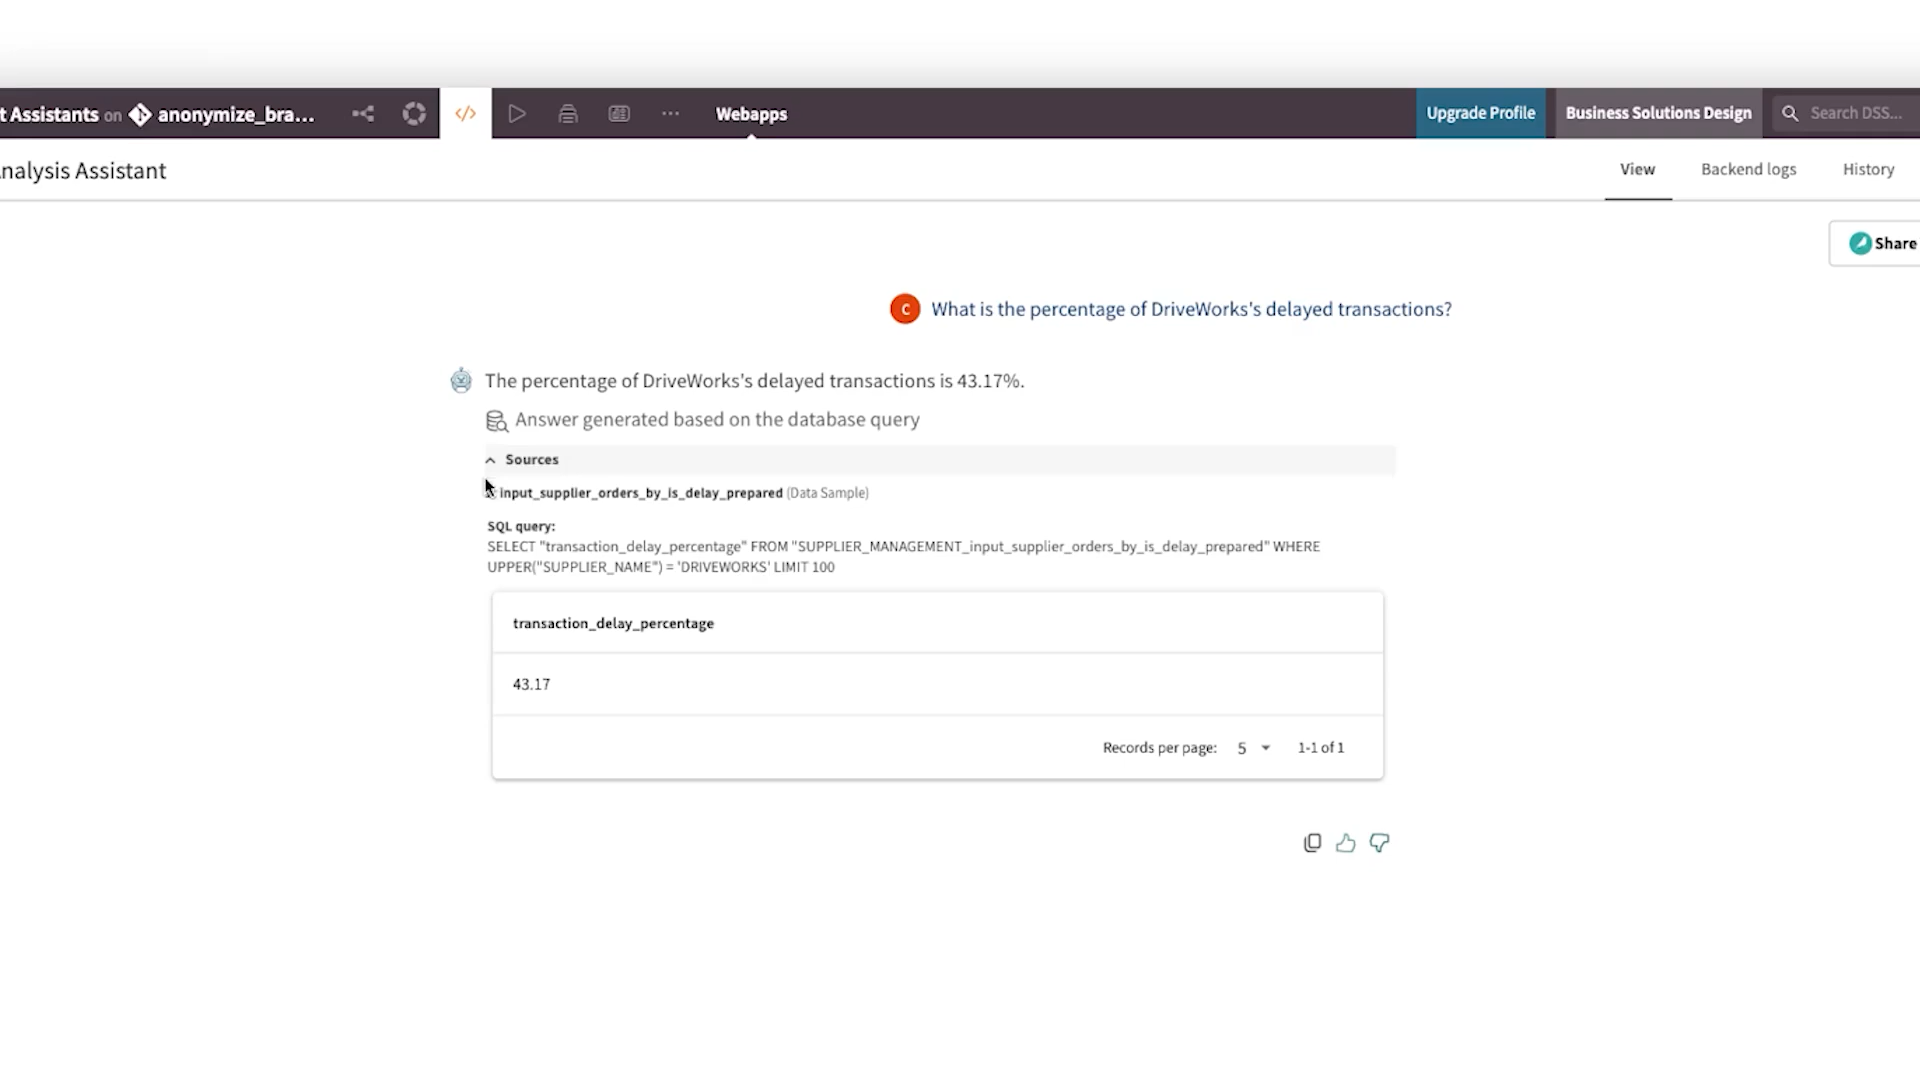 t Assistants on anonymize_bra... ... Webapps Upgrade Profile Business Solutions Design Search DSS...
nalysis Assistant View Backend logs History
Share
C What is the percentage of DriveWorks's delayed transactions?
The percentage of DriveWorks's delayed transactions is 43.17%.
Answer generated based on the database query
Sources
input_supplier_orders_by_is_delay_prepared (Data Sample)
SQL query:
SELECT "transaction_delay_percentage" FROM "SUPPLIER_MANAGEMENT_input_supplier_orders_by_is_delay_prepared" WHERE
UPPER("SUPPLIER_NAME") = 'DRIVEWORKS' LIMIT 100
transaction_delay_percentage
43.17
Records per page: 5 1-1 of 1